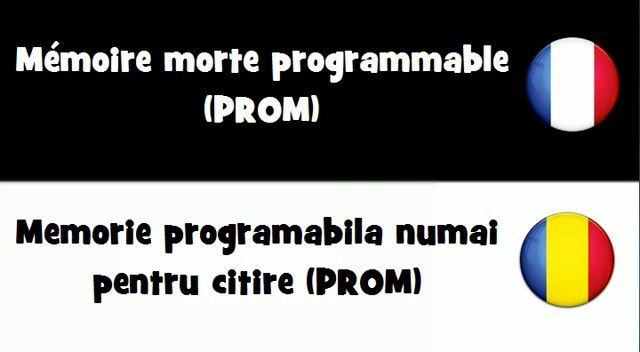 Mémoire morte programmable
(PROM)
Memorie programabila numai
pentru citire (PROM)